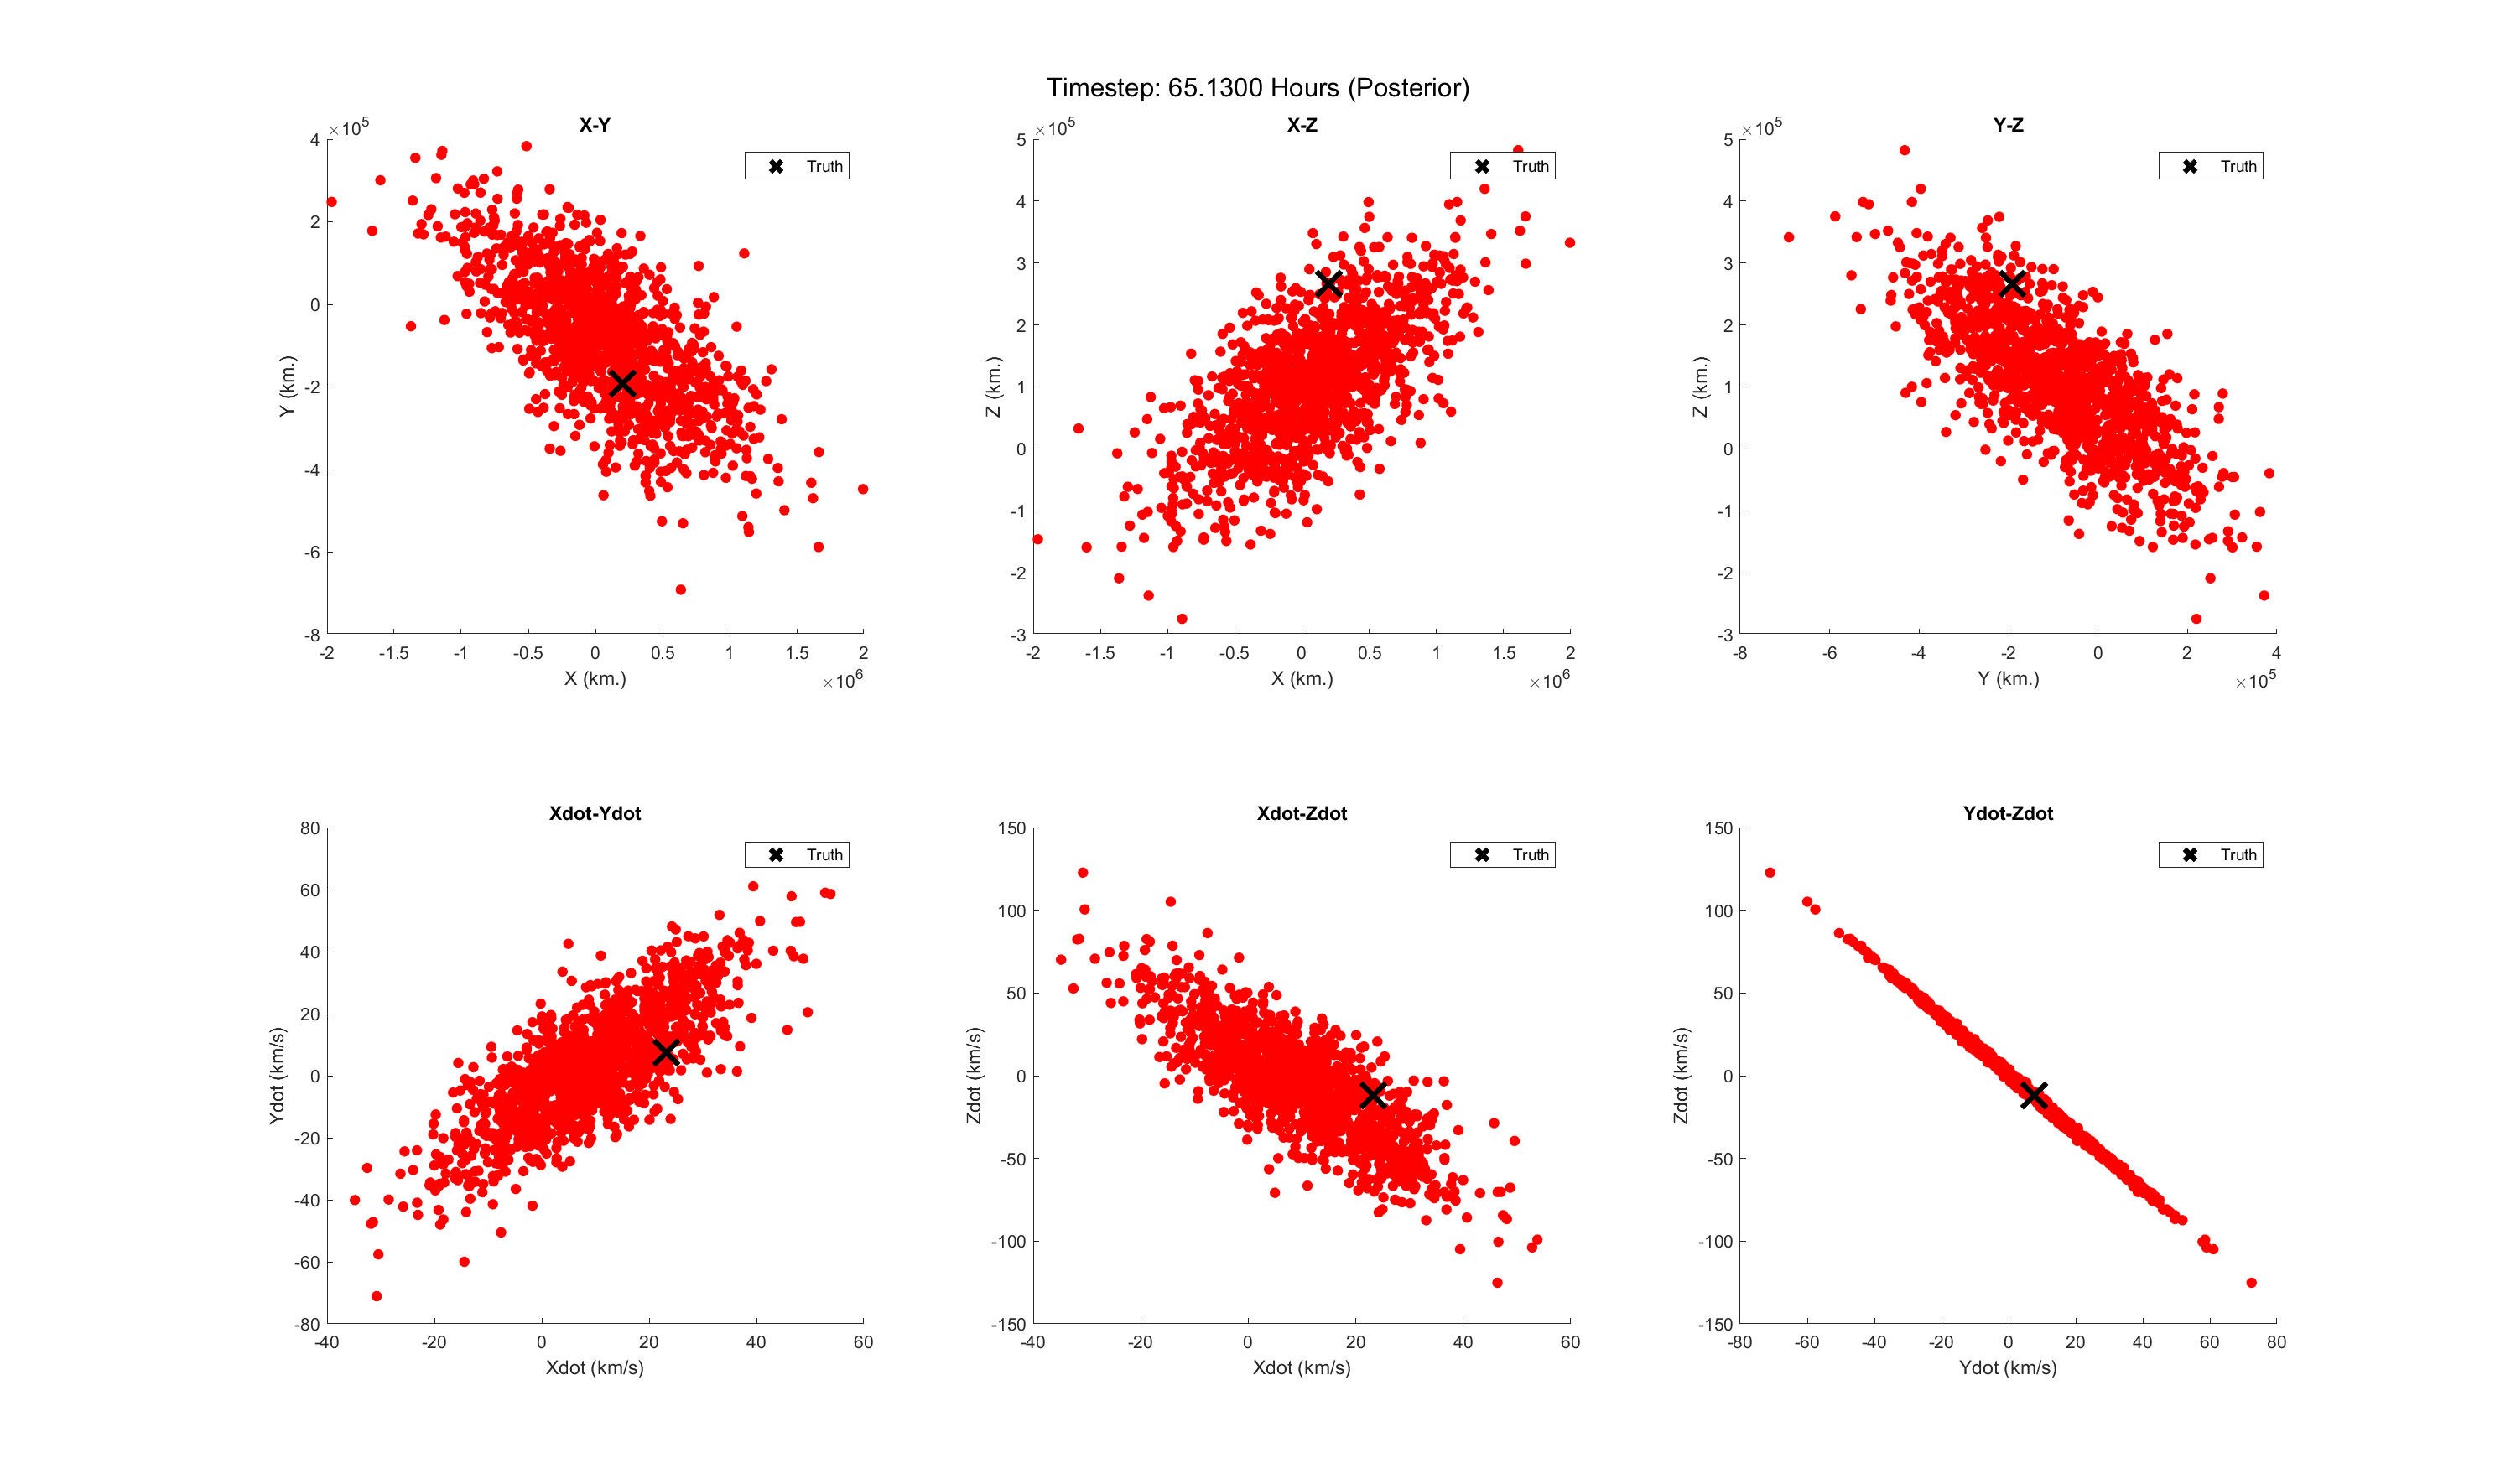 Timestep: 65.1300 Hours (Posterior)
X-Y
×10^5
Truth
4
2
0
-2
-4
-6
-8
Y (km.)
-2 -1.5 -1 -0.5 0 0.5 1 1.5 2
X (km.)
×10^6
X-Z
×10^5
Truth
5
4
3
2
1
0
-1
-2
-3
Z (km.)
-2 -1.5 -1 -0.5 0 0.5 1 1.5 2
X (km.)
×10^6
Y-Z
×10^5
Truth
5
4
3
2
1
0
-1
-2
-3
Z (km.)
-8 -6 -4 -2 0 2 4
Y (km.)
×10^5
Xdot-Ydot
Truth
80
60
40
20
0
-20
-40
-60
-80
Ydot (km/s)
-40 -20 0 20 40 60
Xdot (km/s)
Xdot-Zdot
Truth
150
100
50
0
-50
-100
-150
Zdot (km/s)
-40 -20 0 20 40 60
Xdot (km/s)
Ydot-Zdot
Truth
150
100
50
0
-50
-100
-150
Zdot (km/s)
-80 -60 -40 -20 0 20 40 60 80
Ydot (km/s)